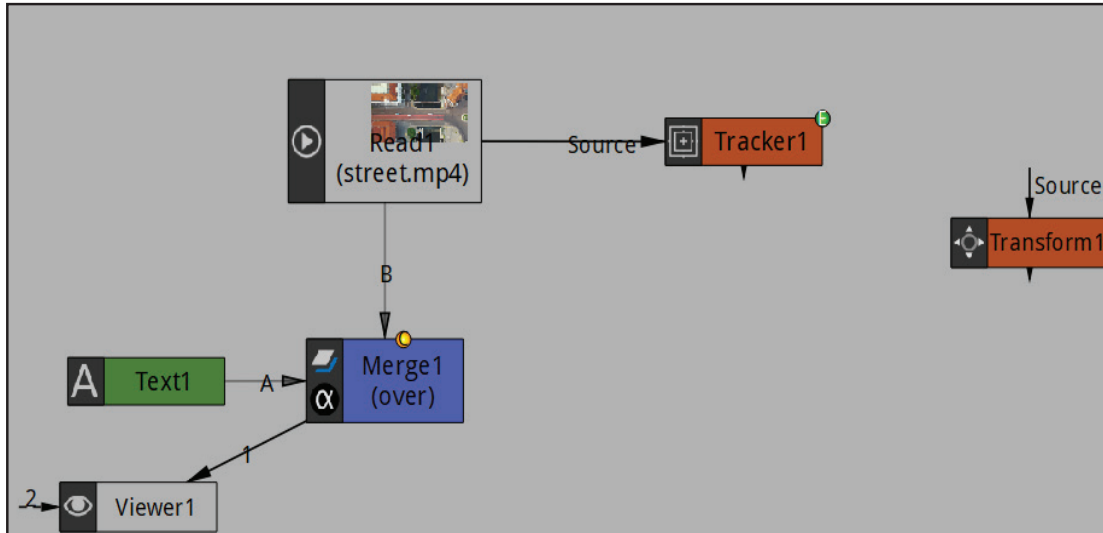 Read1
(street.mp4)
Source
E
Tracker1
Source
Transform1
B
A
Text1
A
Merge1
(over)
α
1
2
Viewer1